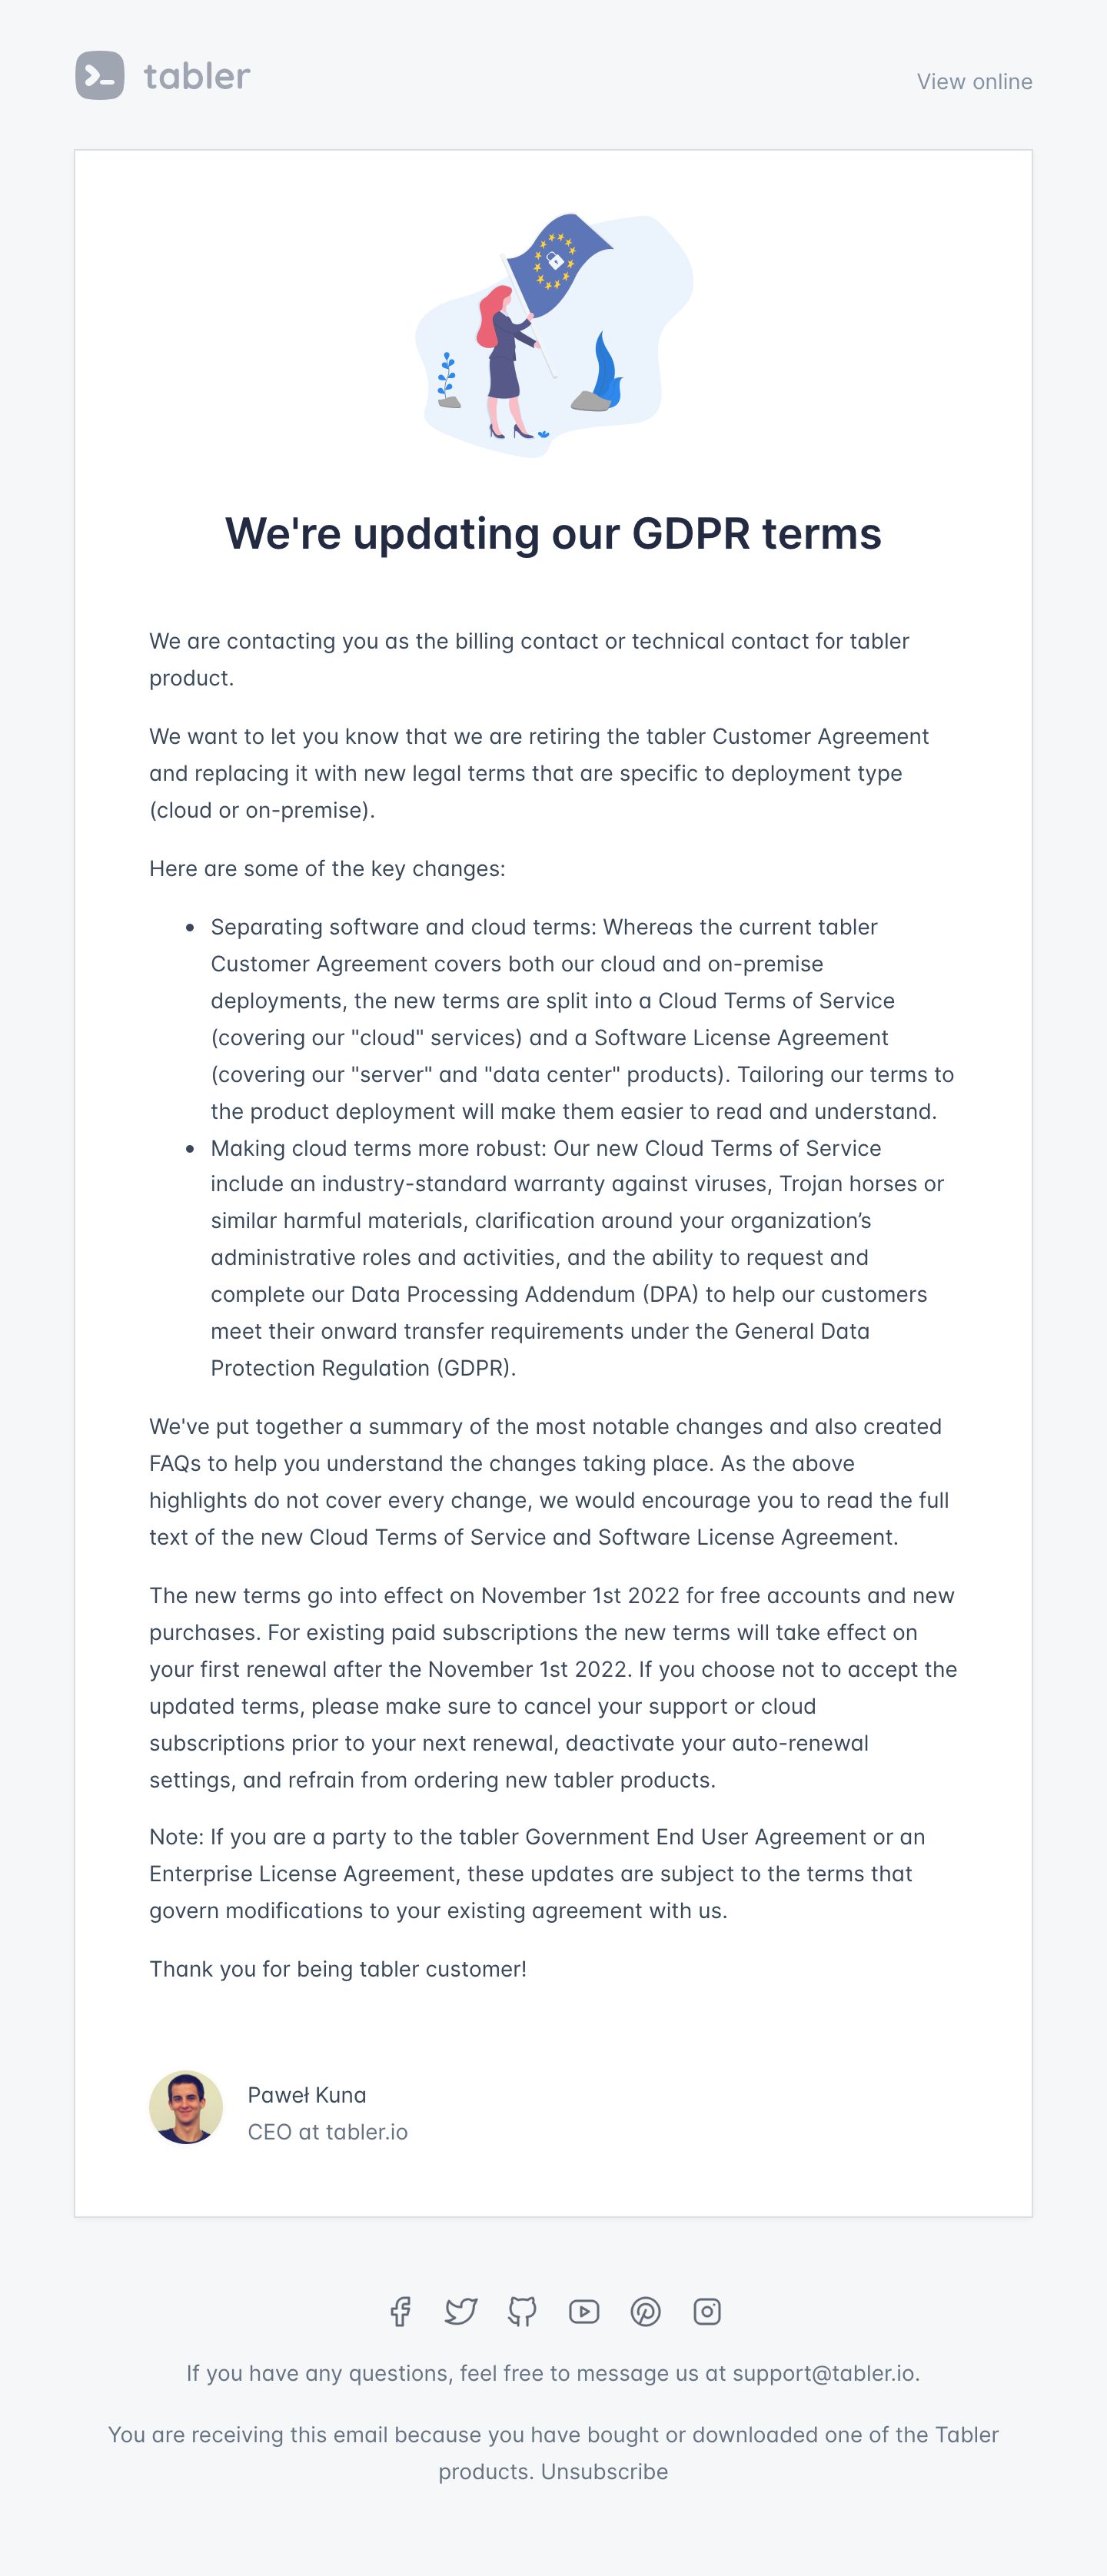 tabler
View online
We're updating our GDPR terms
We are contacting you as the billing contact or technical contact for tabler
product.
We want to let you know that we are retiring the tabler Customer Agreement
and replacing it with new legal terms that are specific to deployment type
(cloud or on-premise).
Here are some of the key changes:
• Separating software and cloud terms: Whereas the current tabler
Customer Agreement covers both our cloud and on-premise
deployments, the new terms are split into a Cloud Terms of Service
(covering our "cloud" services) and a Software License Agreement
(covering our "server" and "data center" products). Tailoring our terms to
the product deployment will make them easier to read and understand.
• Making cloud terms more robust: Our new Cloud Terms of Service
include an industry-standard warranty against viruses, Trojan horses or
similar harmful materials, clarification around your organization’s
administrative roles and activities, and the ability to request and
complete our Data Processing Addendum (DPA) to help our customers
meet their onward transfer requirements under the General Data
Protection Regulation (GDPR).
We've put together a summary of the most notable changes and also created
FAQs to help you understand the changes taking place. As the above
highlights do not cover every change, we would encourage you to read the full
text of the new Cloud Terms of Service and Software License Agreement.
The new terms go into effect on November 1st 2022 for free accounts and new
purchases. For existing paid subscriptions the new terms will take effect on
your first renewal after the November 1st 2022. If you choose not to accept the
updated terms, please make sure to cancel your support or cloud
subscriptions prior to your next renewal, deactivate your auto-renewal
settings, and refrain from ordering new tabler products.
Note: If you are a party to the tabler Government End User Agreement or an
Enterprise License Agreement, these updates are subject to the terms that
govern modifications to your existing agreement with us.
Thank you for being tabler customer!
Paweł Kuna
CEO at tabler.io
If you have any questions, feel free to message us at support@tabler.io.
You are receiving this email because you have bought or downloaded one of the Tabler
products. Unsubscribe